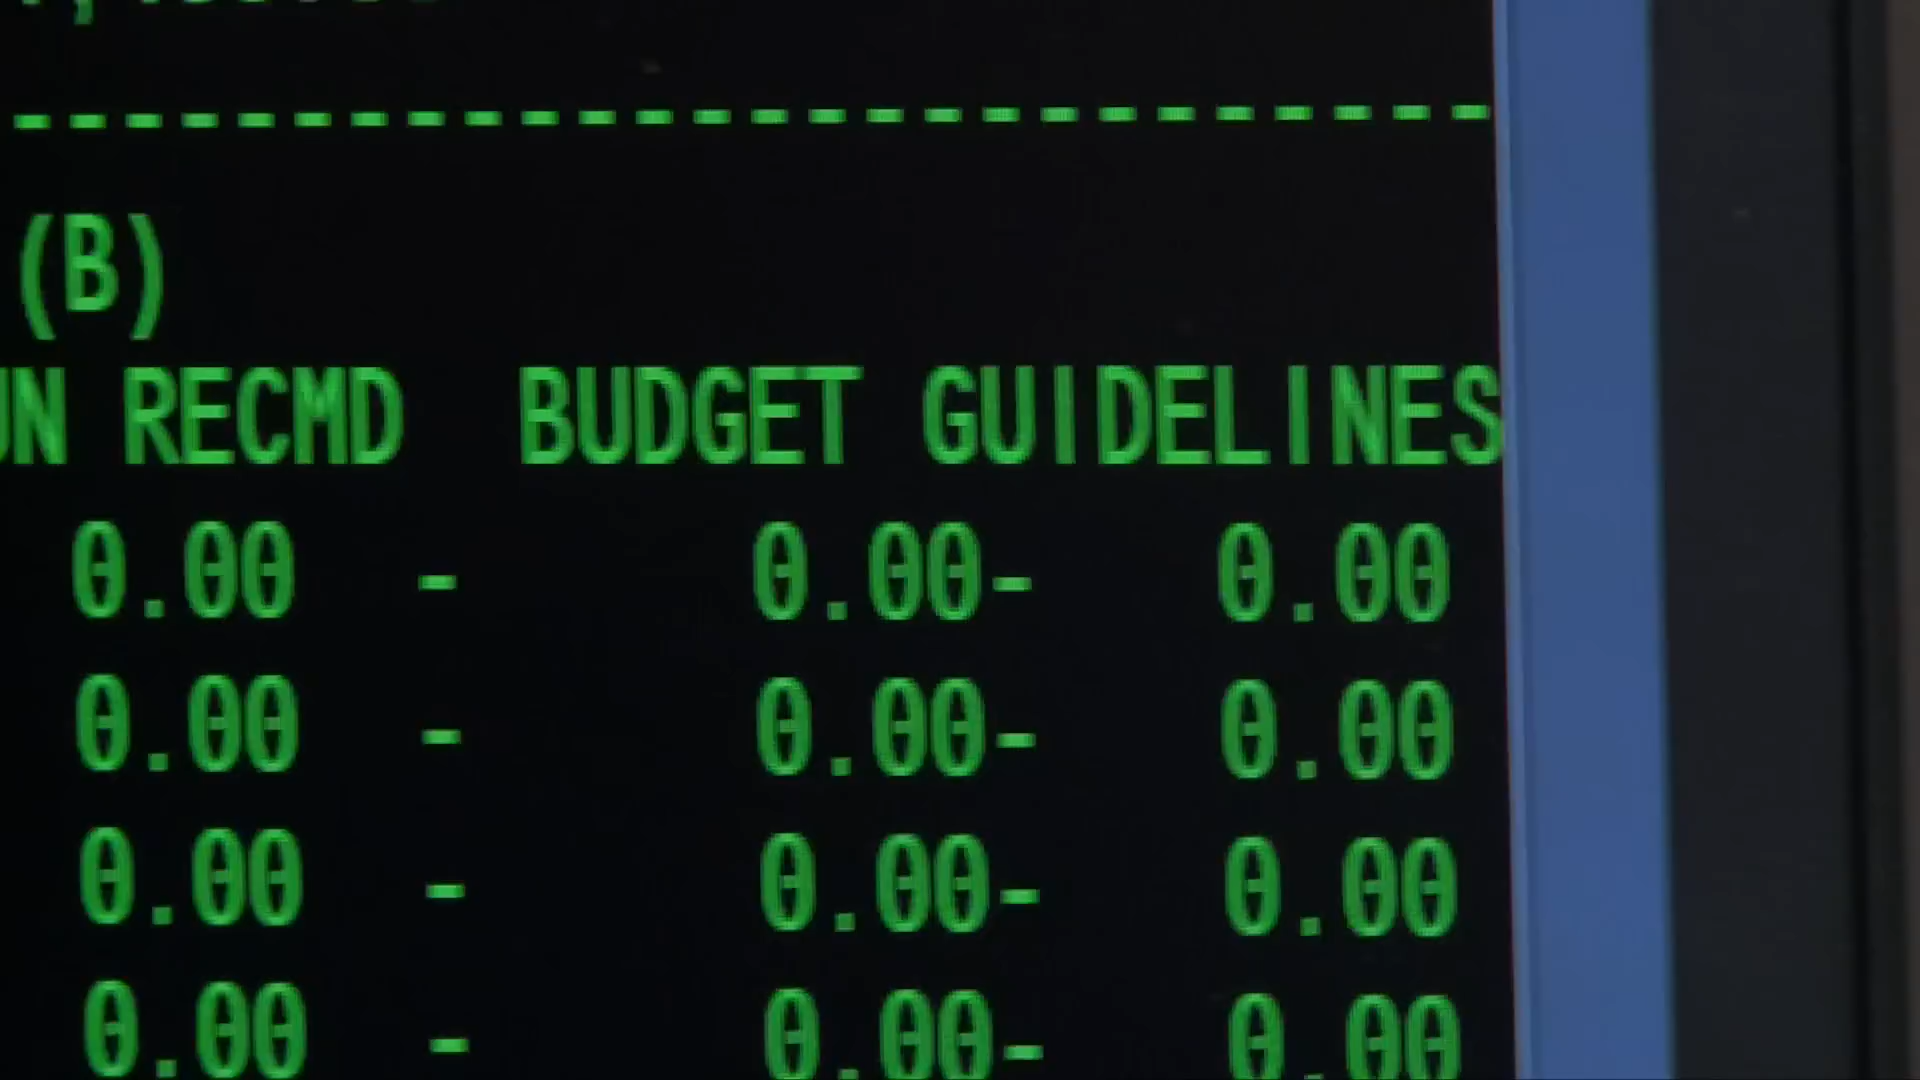 --------------------------
(B)
UN RECMD BUDGET GUIDELINES
0.00 - 0.00- 0.00
0.00 - 0.00- 0.00
0.00 - 0.00- 0.00
0.00 - 0.00- 0.00